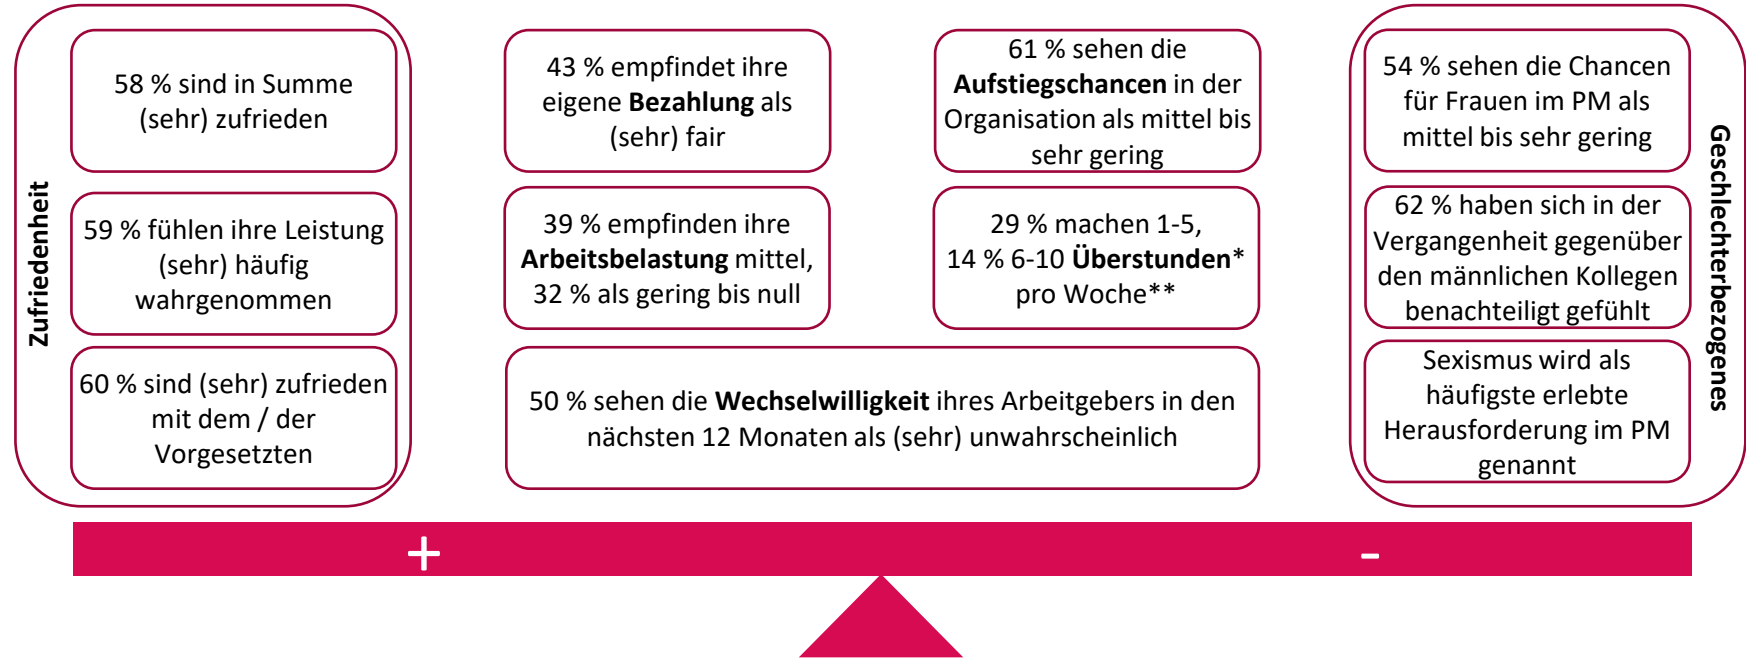 Zufriedenheit
58 % sind in Summe
(sehr) zufrieden
59 % fühlen ihre Leistung
(sehr) häufig
wahrgenommen
60 % sind (sehr) zufrieden
mit dem / der
Vorgesetzten
43 % empfindet ihre
eigene Bezahlung als
(sehr) fair
39 % empfinden ihre
Arbeitsbelastung mittel,
32 % als gering bis null
61 % sehen die
Aufstiegschancen in der
Organisation als mittel bis
sehr gering
29 % machen 1-5,
14 % 6-10 Überstunden*
pro Woche**
50 % sehen die Wechselwilligkeit ihres Arbeitgebers in den
nächsten 12 Monaten als (sehr) unwahrscheinlich
54 % sehen die Chancen
für Frauen im PM als
mittel bis sehr gering
62 % haben sich in der
Vergangenheit gegenüber
den männlichen Kollegen
benachteiligt gefühlt
Sexismus wird als
häufigste erlebte
Herausforderung im PM
genannt
Geschlechterbezogenes
+
-